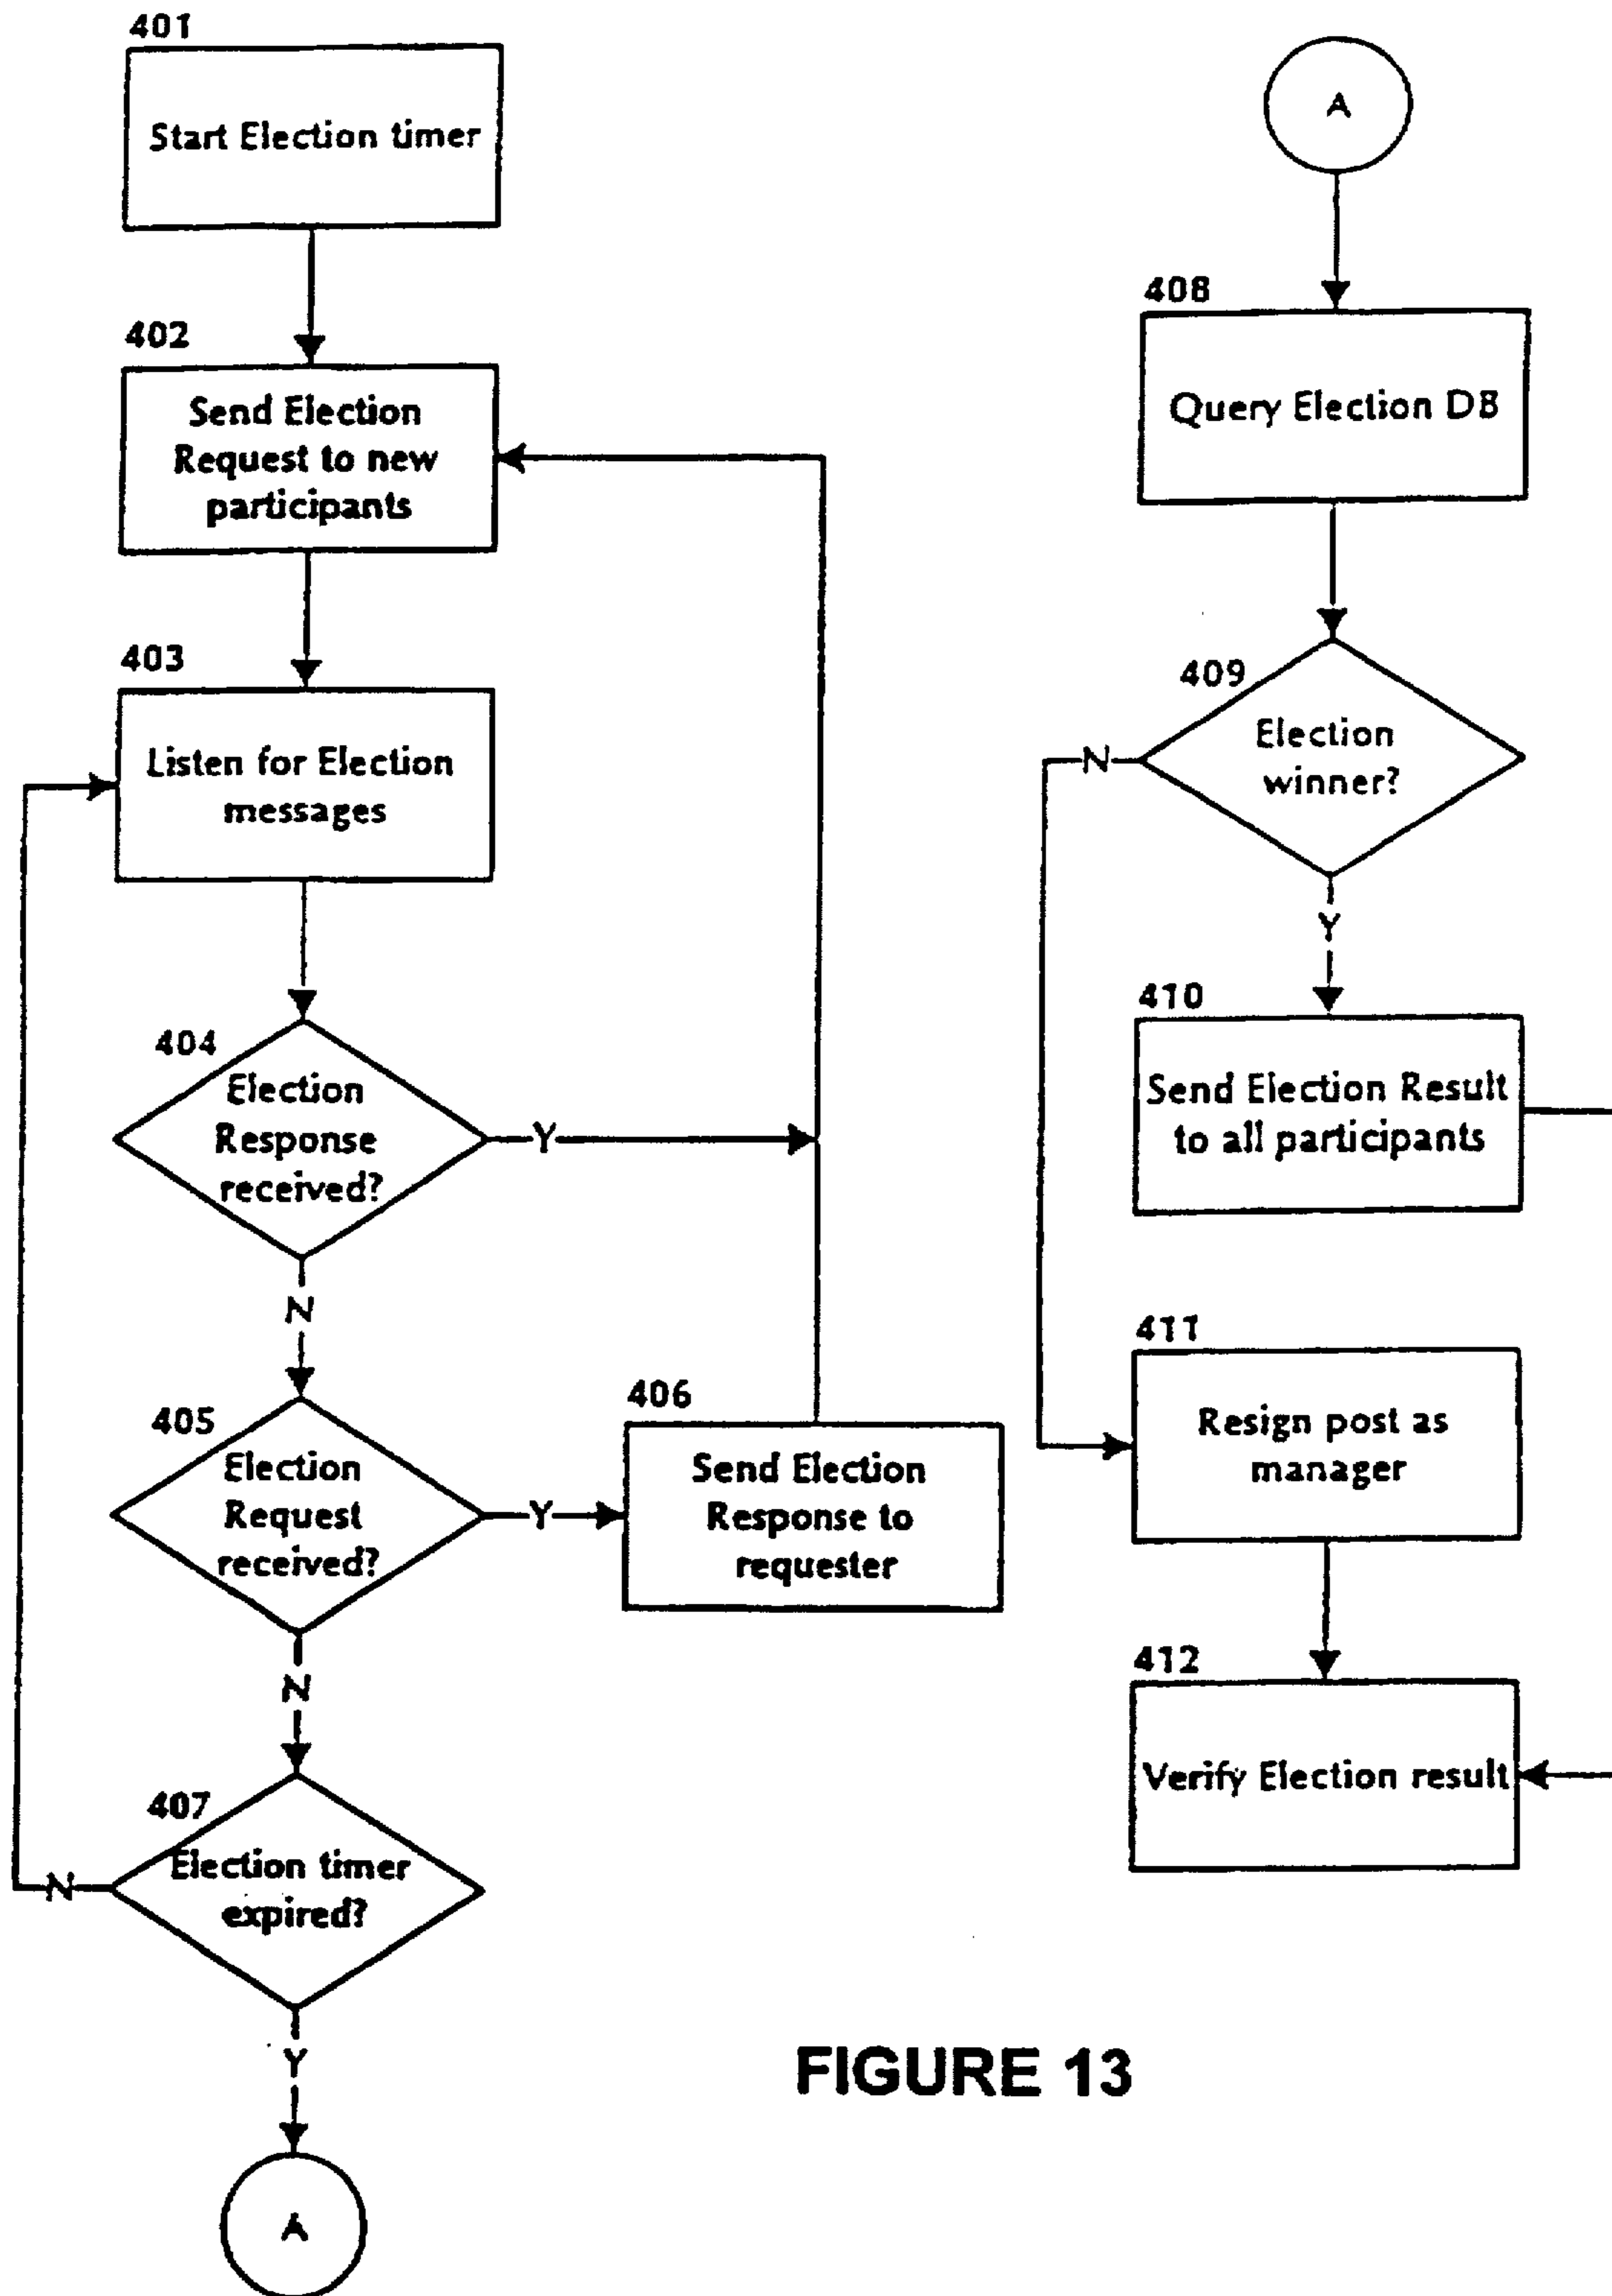 401
Start Election timer
402
Send Election
Request to new
participants
403
Listen for Election
messages
404
Election
Response
received?
Y
N
405
Election
Request
received?
Y
406
Send Election
Response to
requester
N
407
Election timer
expired?
N
Y
A
A
408
Query Election DB
409
Election
winner?
N
Y
410
Send Election Result
to all participants
411
Resign post as
manager
412
Verify Election result
FIGURE 13